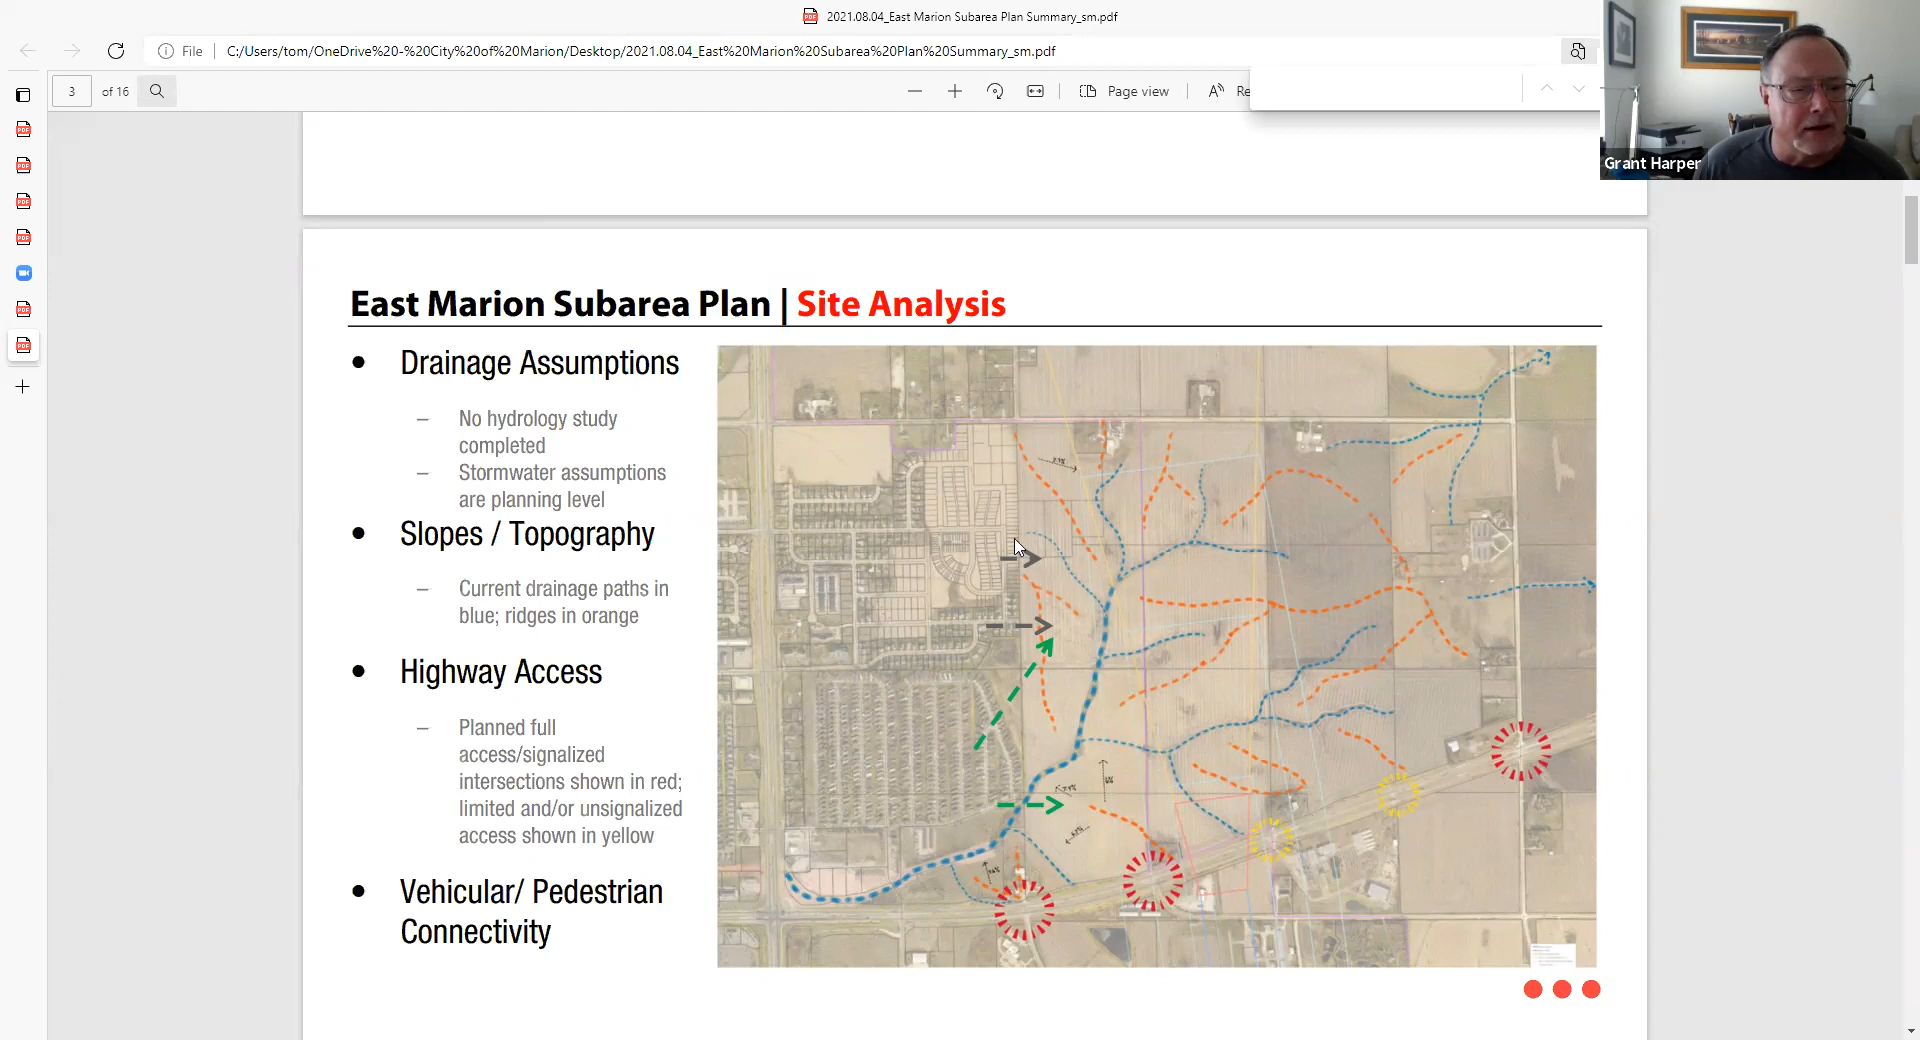 2021.08.04_East Marion Subarea Plan Summary_sm.pdf
File
C:/Users/tom/OneDrive%20-%20City%20of%20Marion/Desktop/2021.08.04_East%20Marion%20Subarea%20Plan%20Summary_sm.pdf
3 of 16
Page view
Re
Grant Harper
East Marion Subarea Plan | Site Analysis
• Drainage Assumptions
– No hydrology study
completed
– Stormwater assumptions
are planning level
• Slopes / Topography
– Current drainage paths in
blue; ridges in orange
• Highway Access
– Planned full
access/signalized
intersections shown in red;
limited and/or unsignalized
access shown in yellow
• Vehicular/ Pedestrian
Connectivity